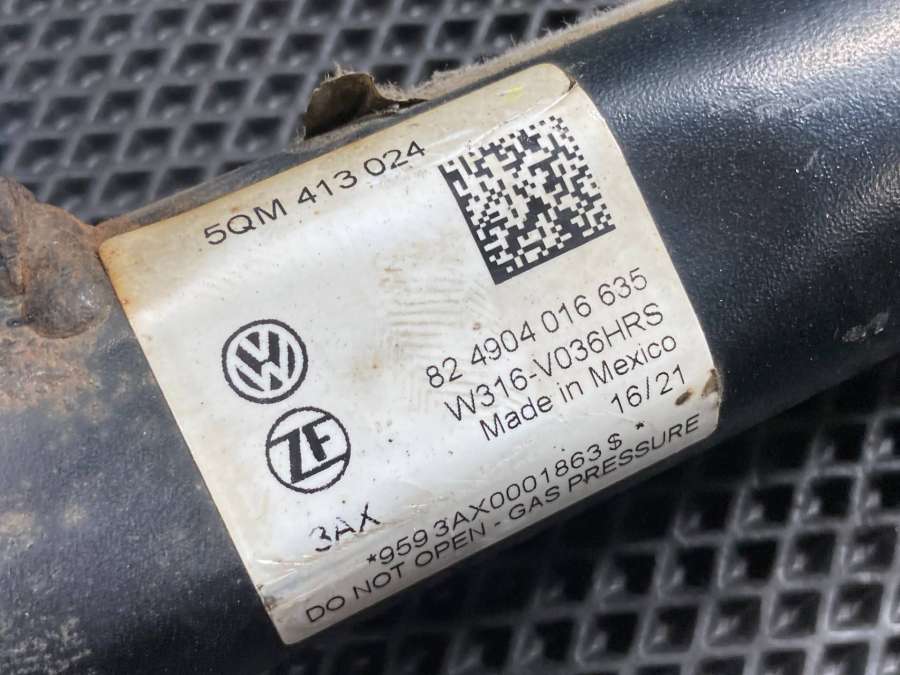 5QM 413 024
82 4904 016 635
W316-V036HRS
Made in Mexico
16/21
ZF
3AX
*959 3AX0001863$ *
DO NOT OPEN - GAS PRESSURE